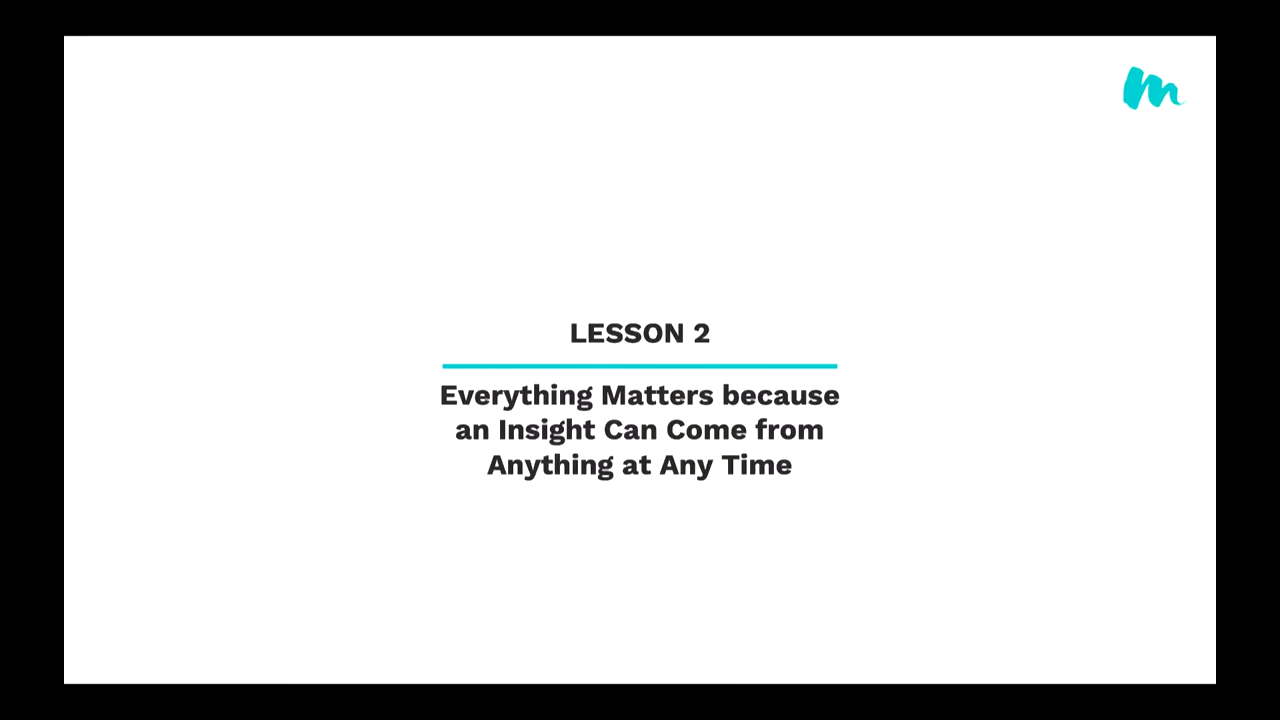 LESSON 2
Everything Matters because
an Insight Can Come from
Anything at Any Time